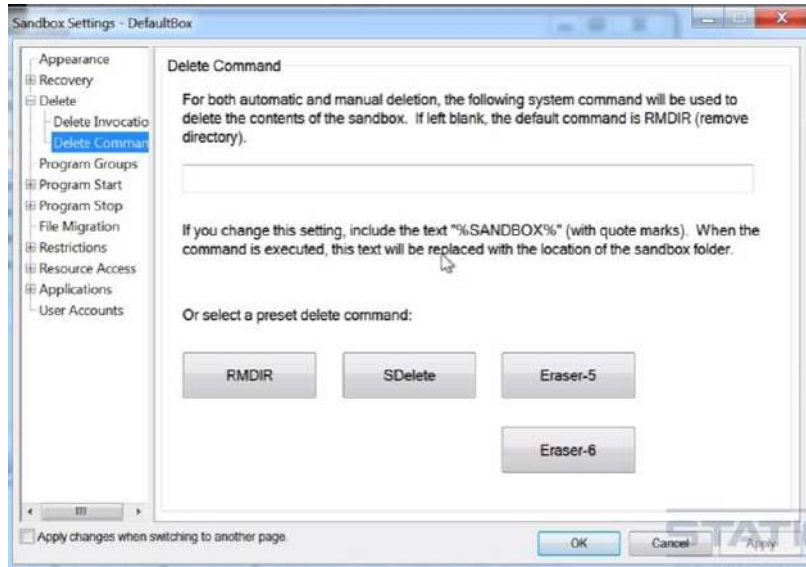 Sandbox Settings - DefaultBox
Appearance
Recovery
Delete
Delete Invocatio
Delete Comman
Program Groups
Program Start
Program Stop
File Migration
Restrictions
Resource Access
Applications
User Accounts
Delete Command
For both automatic and manual deletion, the following system command will be used to
delete the contents of the sandbox. If left blank, the default command is RMDIR (remove
directory).
If you change this setting, include the text "%SANDBOX%" (with quote marks). When the
command is executed, this text will be replaced with the location of the sandbox folder.
Or select a preset delete command:
RMDIR
SDelete
Eraser-5
Eraser-6
Apply changes when switching to another page.
OK
Cancel
Apply